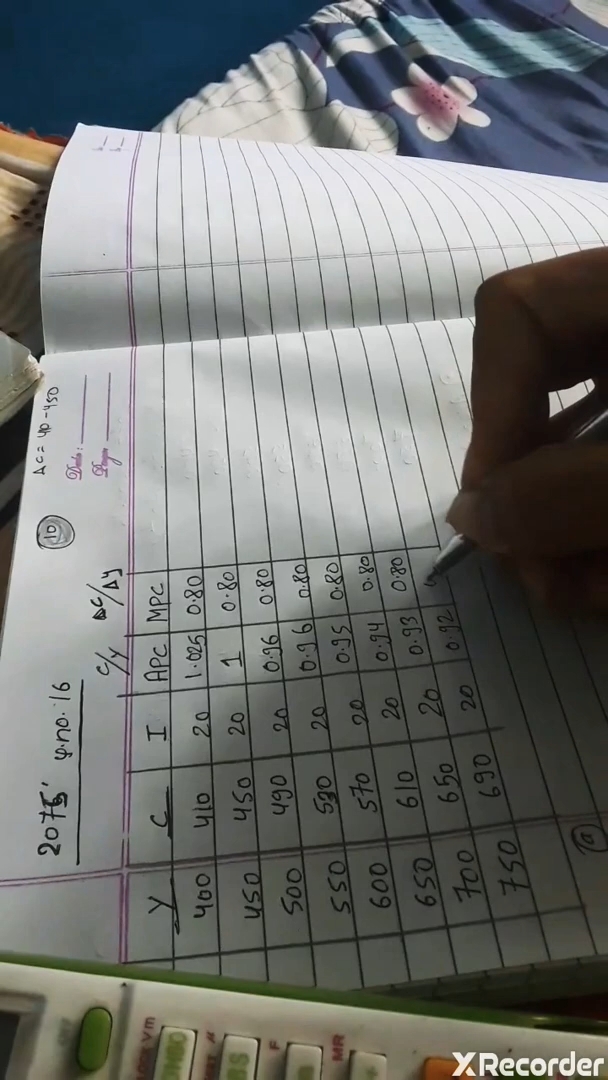 2075' q.no. 16
10
ΔC = 410 - 450
Date :
Page
C/Y ΔC/ΔY
Y C I APC MPC
400 410 20 1.025 0.80
450 450 20 1 0.80
500 490 20 0.96 0.80
550 530 20 0.96 0.80
600 570 20 0.95 0.80
650 610 20 0.94 0.80
700 650 20 0.93 0.80
750 690 20 0.92
MR
XRecorder